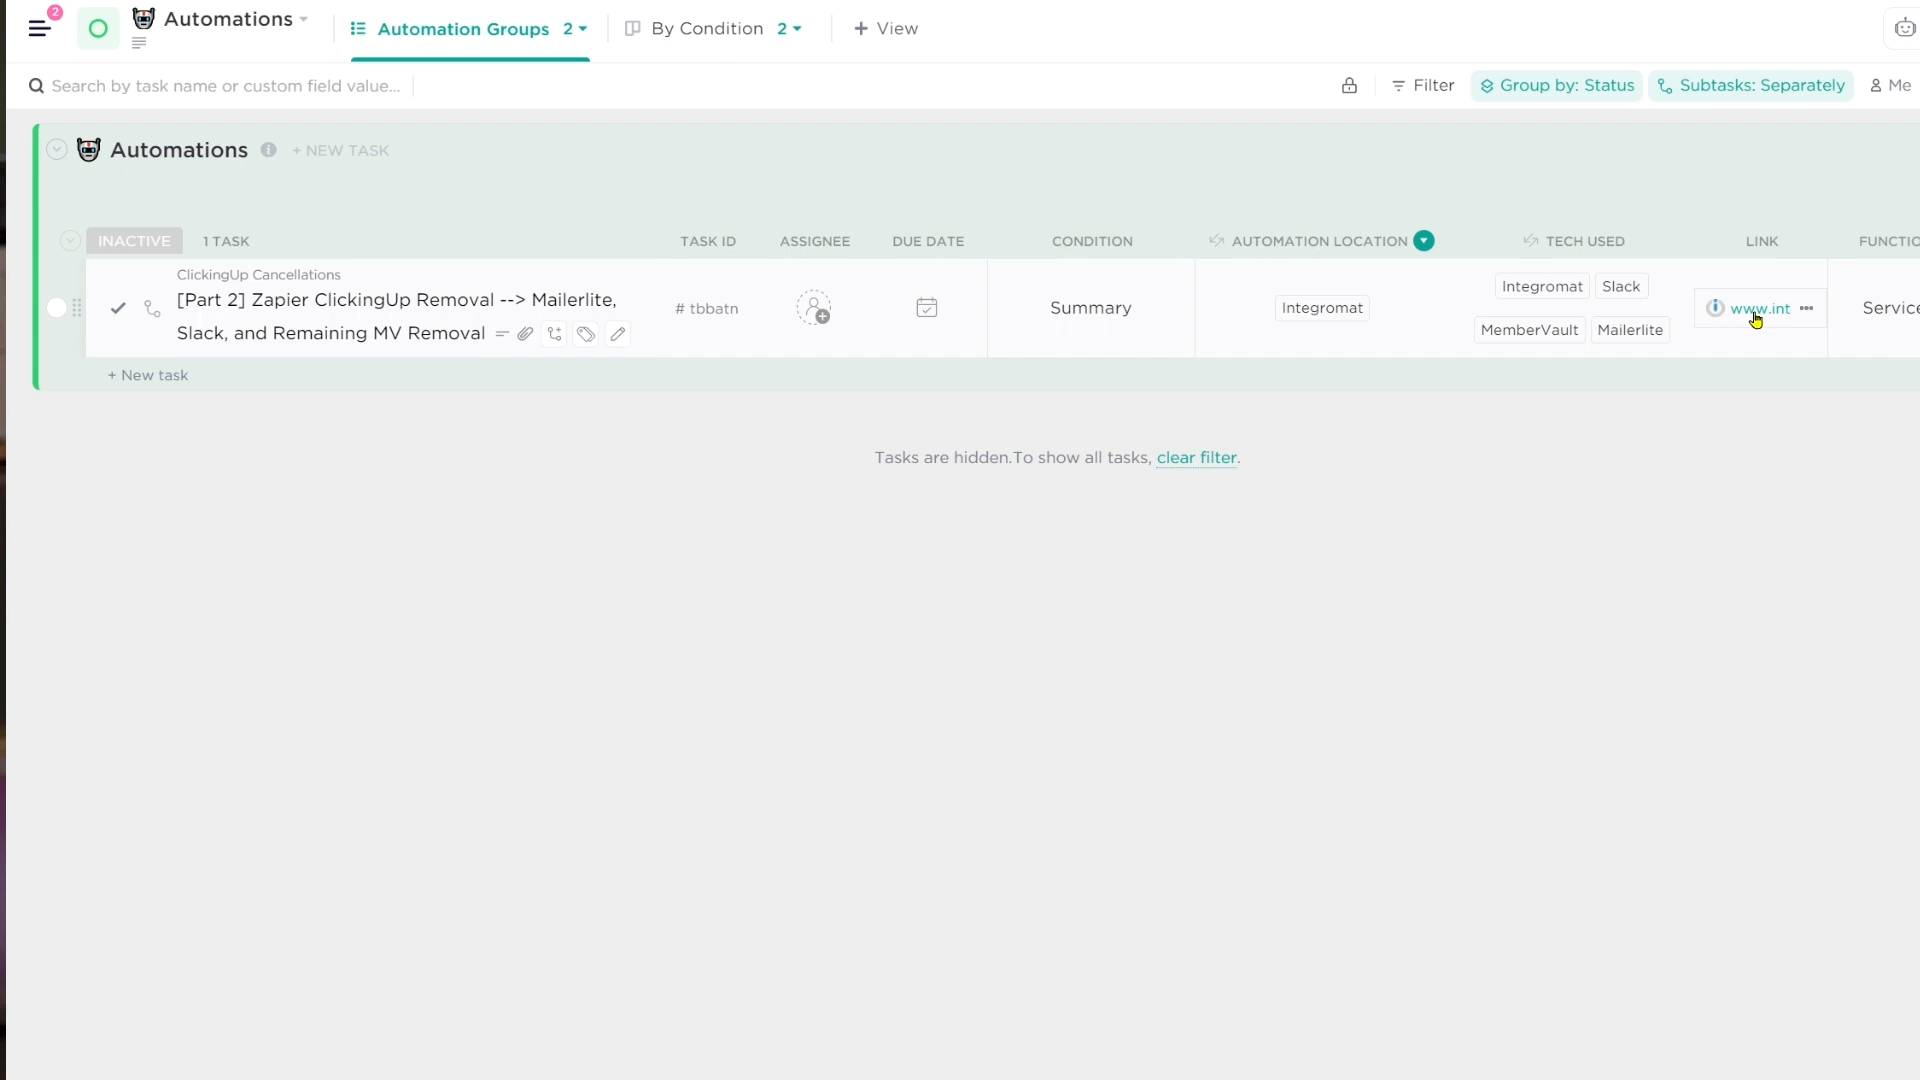 2
Automations
Automation Groups 2
By Condition 2
+ View
Search by task name or custom field value...
Filter
Group by: Status
Subtasks: Separately
Me
Automations
+ NEW TASK
INACTIVE
1 TASK
TASK ID
ASSIGNEE
DUE DATE
CONDITION
AUTOMATION LOCATION
TECH USED
LINK
FUNCTIO
ClickingUp Cancellations
[Part 2] Zapier ClickingUp Removal --> Mailerlite,
Slack, and Remaining MV Removal
# tbbatn
Summary
Integromat
Integromat
Slack
MemberVault
Mailerlite
www.int
Service
+ New task
Tasks are hidden.To show all tasks, clear filter.